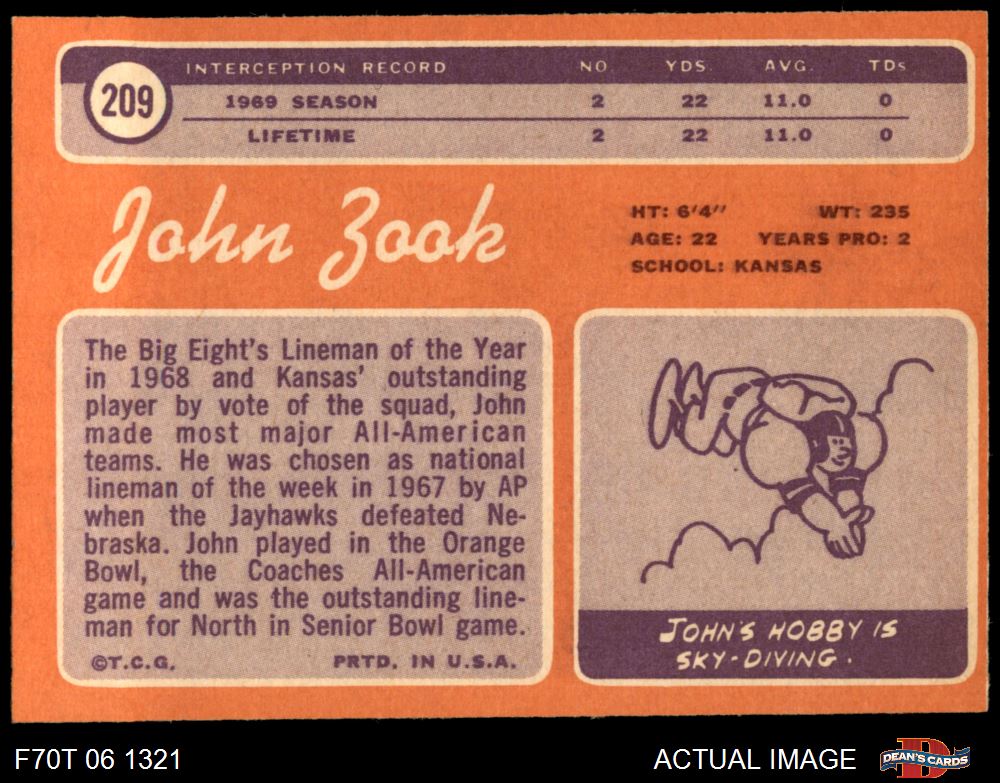 209
INTERCEPTION RECORD NO. YDS. AVG. TDs
1969 SEASON 2 22 11.0 0
LIFETIME 2 22 11.0 0
John Zook
HT: 6'4" WT: 235
AGE: 22 YEARS PRO: 2
SCHOOL: KANSAS
The Big Eight's Lineman of the Year
in 1968 and Kansas' outstanding
player by vote of the squad, John
made most major All-American
teams. He was chosen as national
lineman of the week in 1967 by AP
when the Jayhawks defeated Ne-
braska. John played in the Orange
Bowl, the Coaches All-American
game and was the outstanding line-
man for North in Senior Bowl game.
©T.C.G. PRTD. IN U.S.A.
JOHN'S HOBBY IS
SKY-DIVING.
F70T 06 1321 ACTUAL IMAGE D DEAN'S CARDS